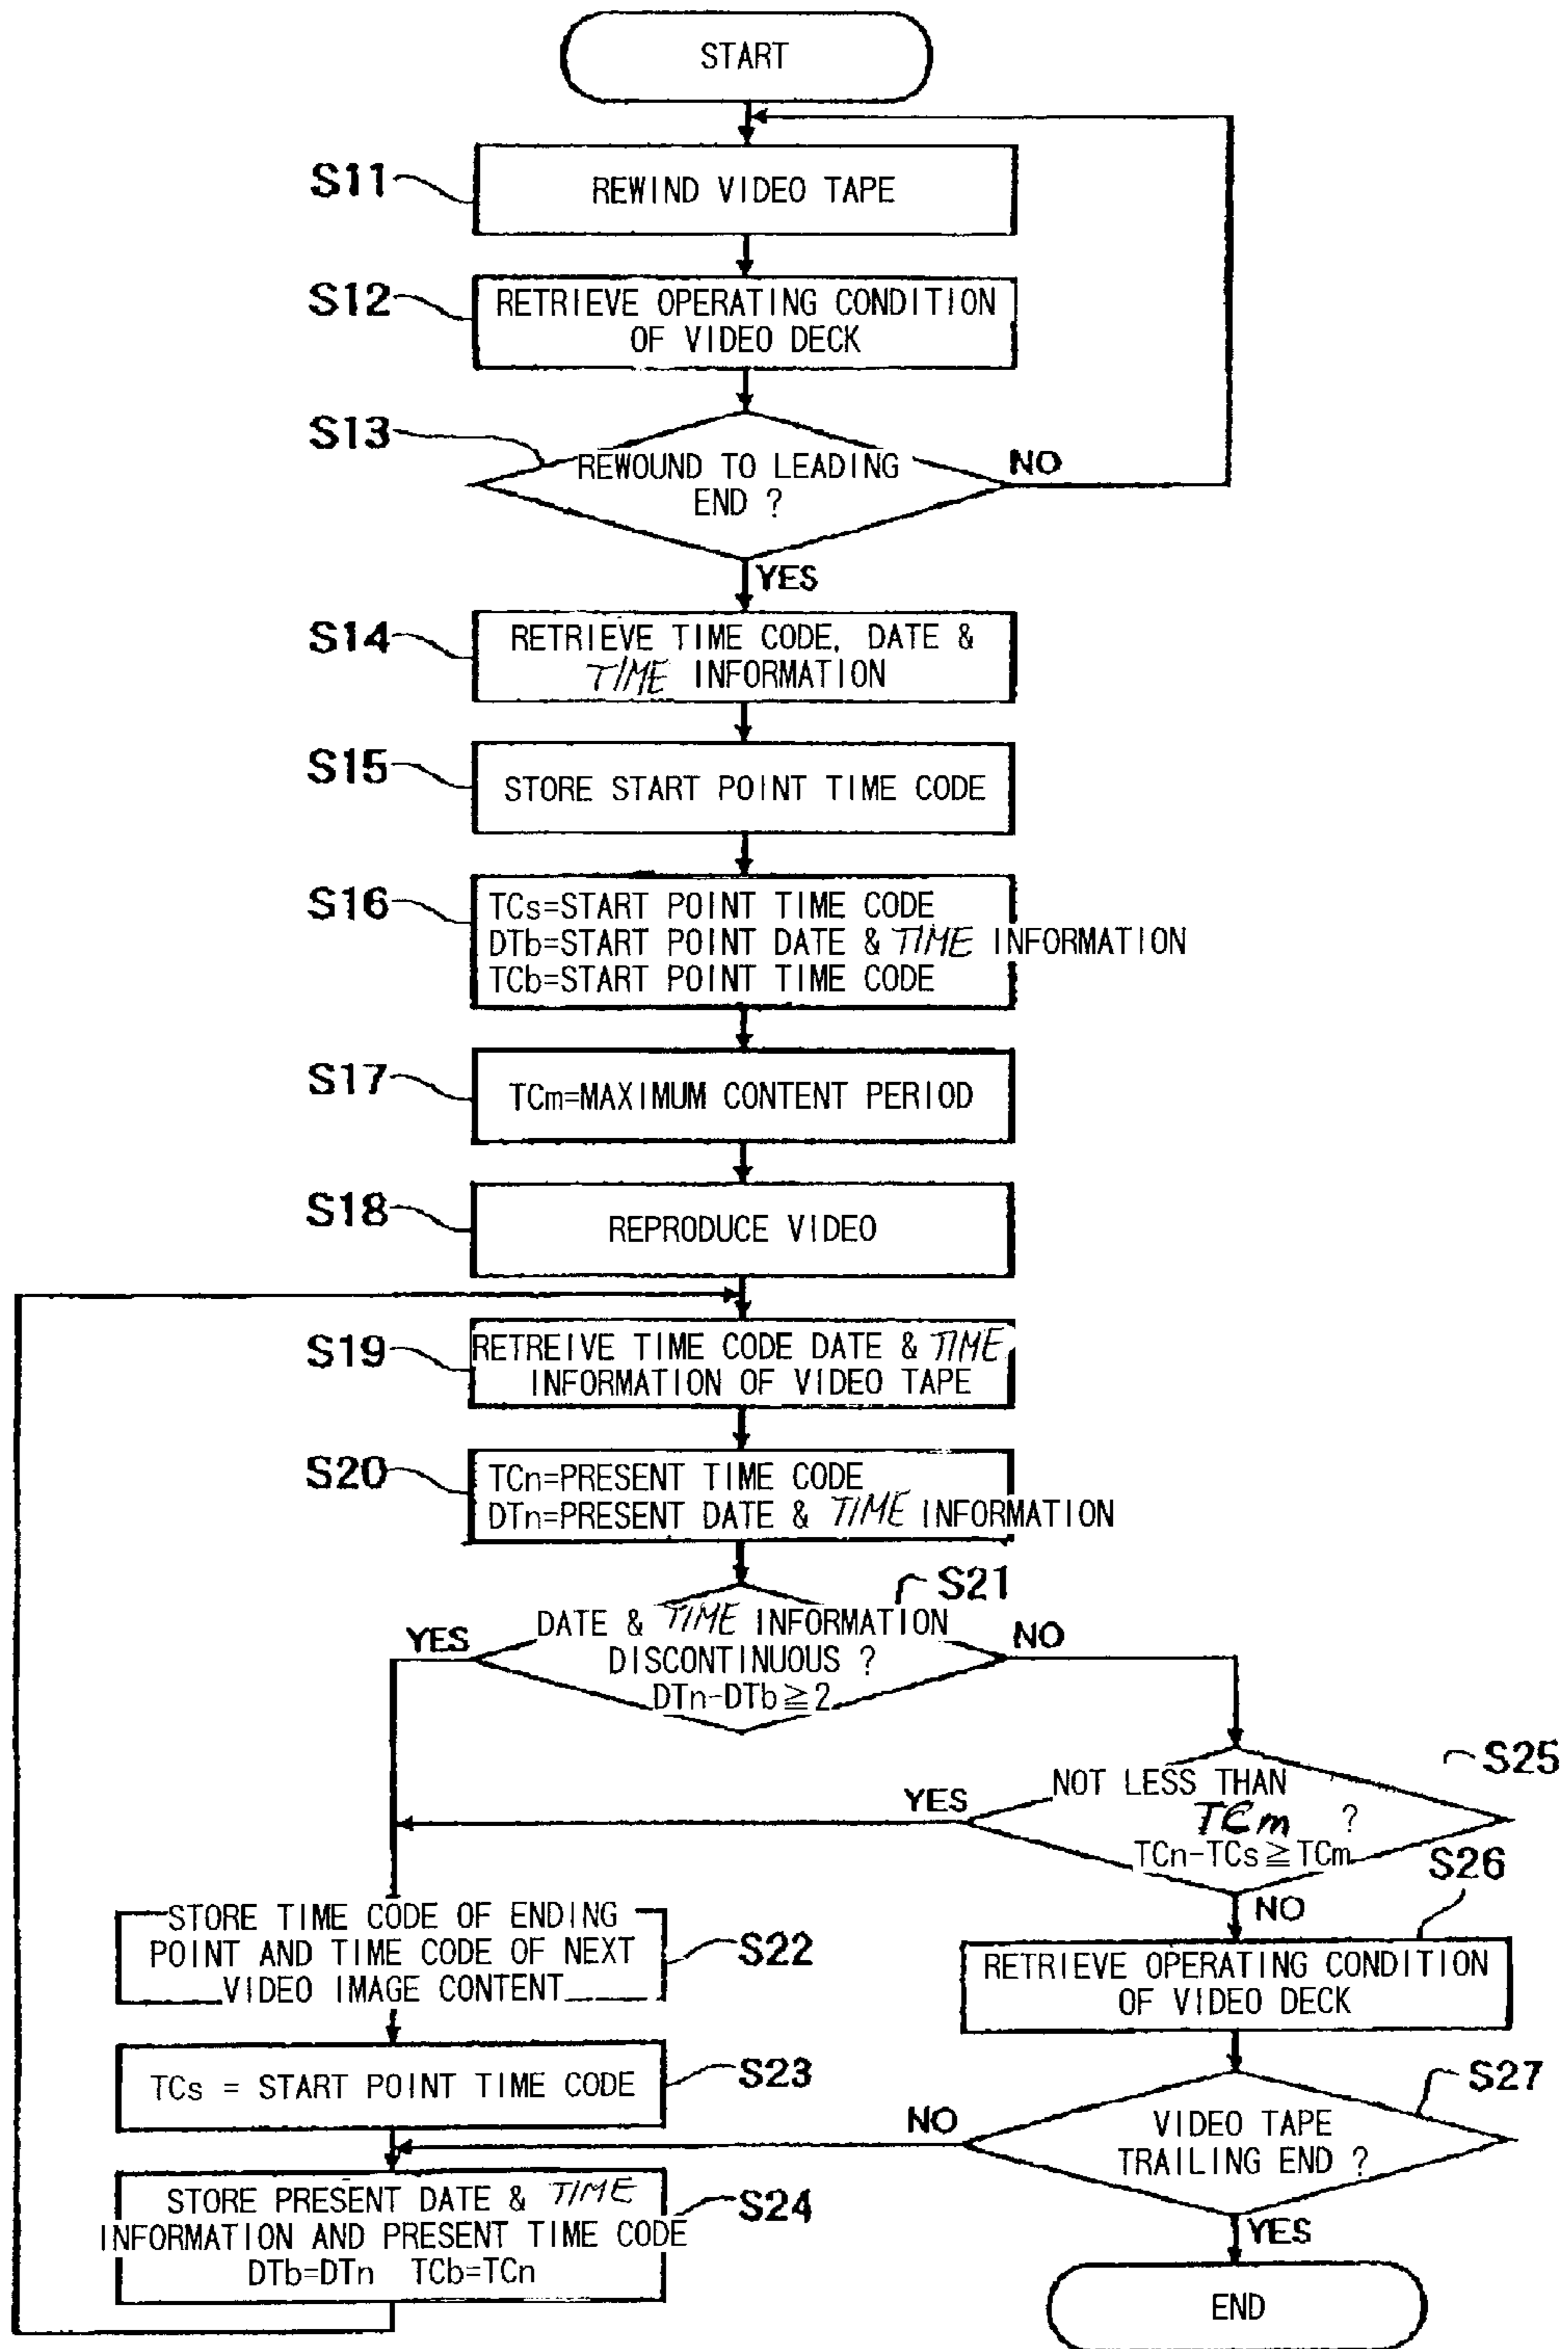 START
S11
REWIND VIDEO TAPE
S12
RETRIEVE OPERATING CONDITION
OF VIDEO DECK
S13
REWOUND TO LEADING
END ?
NO
YES
S14
RETRIEVE TIME CODE, DATE &
TIME INFORMATION
S15
STORE START POINT TIME CODE
S16
TCs=START POINT TIME CODE
DTb=START POINT DATE & TIME INFORMATION
TCb=START POINT TIME CODE
S17
TCm=MAXIMUM CONTENT PERIOD
S18
REPRODUCE VIDEO
S19
RETREIVE TIME CODE DATE & TIME
INFORMATION OF VIDEO TAPE
S20
TCn=PRESENT TIME CODE
DTn=PRESENT DATE & TIME INFORMATION
S21
DATE & TIME INFORMATION
DISCONTINUOUS ?
DTn-DTb≧2
YES
NO
S25
NOT LESS THAN
TCm ?
TCn-TCs≧TCm
YES
NO
S22
STORE TIME CODE OF ENDING
POINT AND TIME CODE OF NEXT
VIDEO IMAGE CONTENT
S26
RETRIEVE OPERATING CONDITION
OF VIDEO DECK
S23
TCs = START POINT TIME CODE
S27
VIDEO TAPE
TRAILING END ?
NO
YES
S24
STORE PRESENT DATE & TIME
INFORMATION AND PRESENT TIME CODE
DTb=DTn TCb=TCn
END